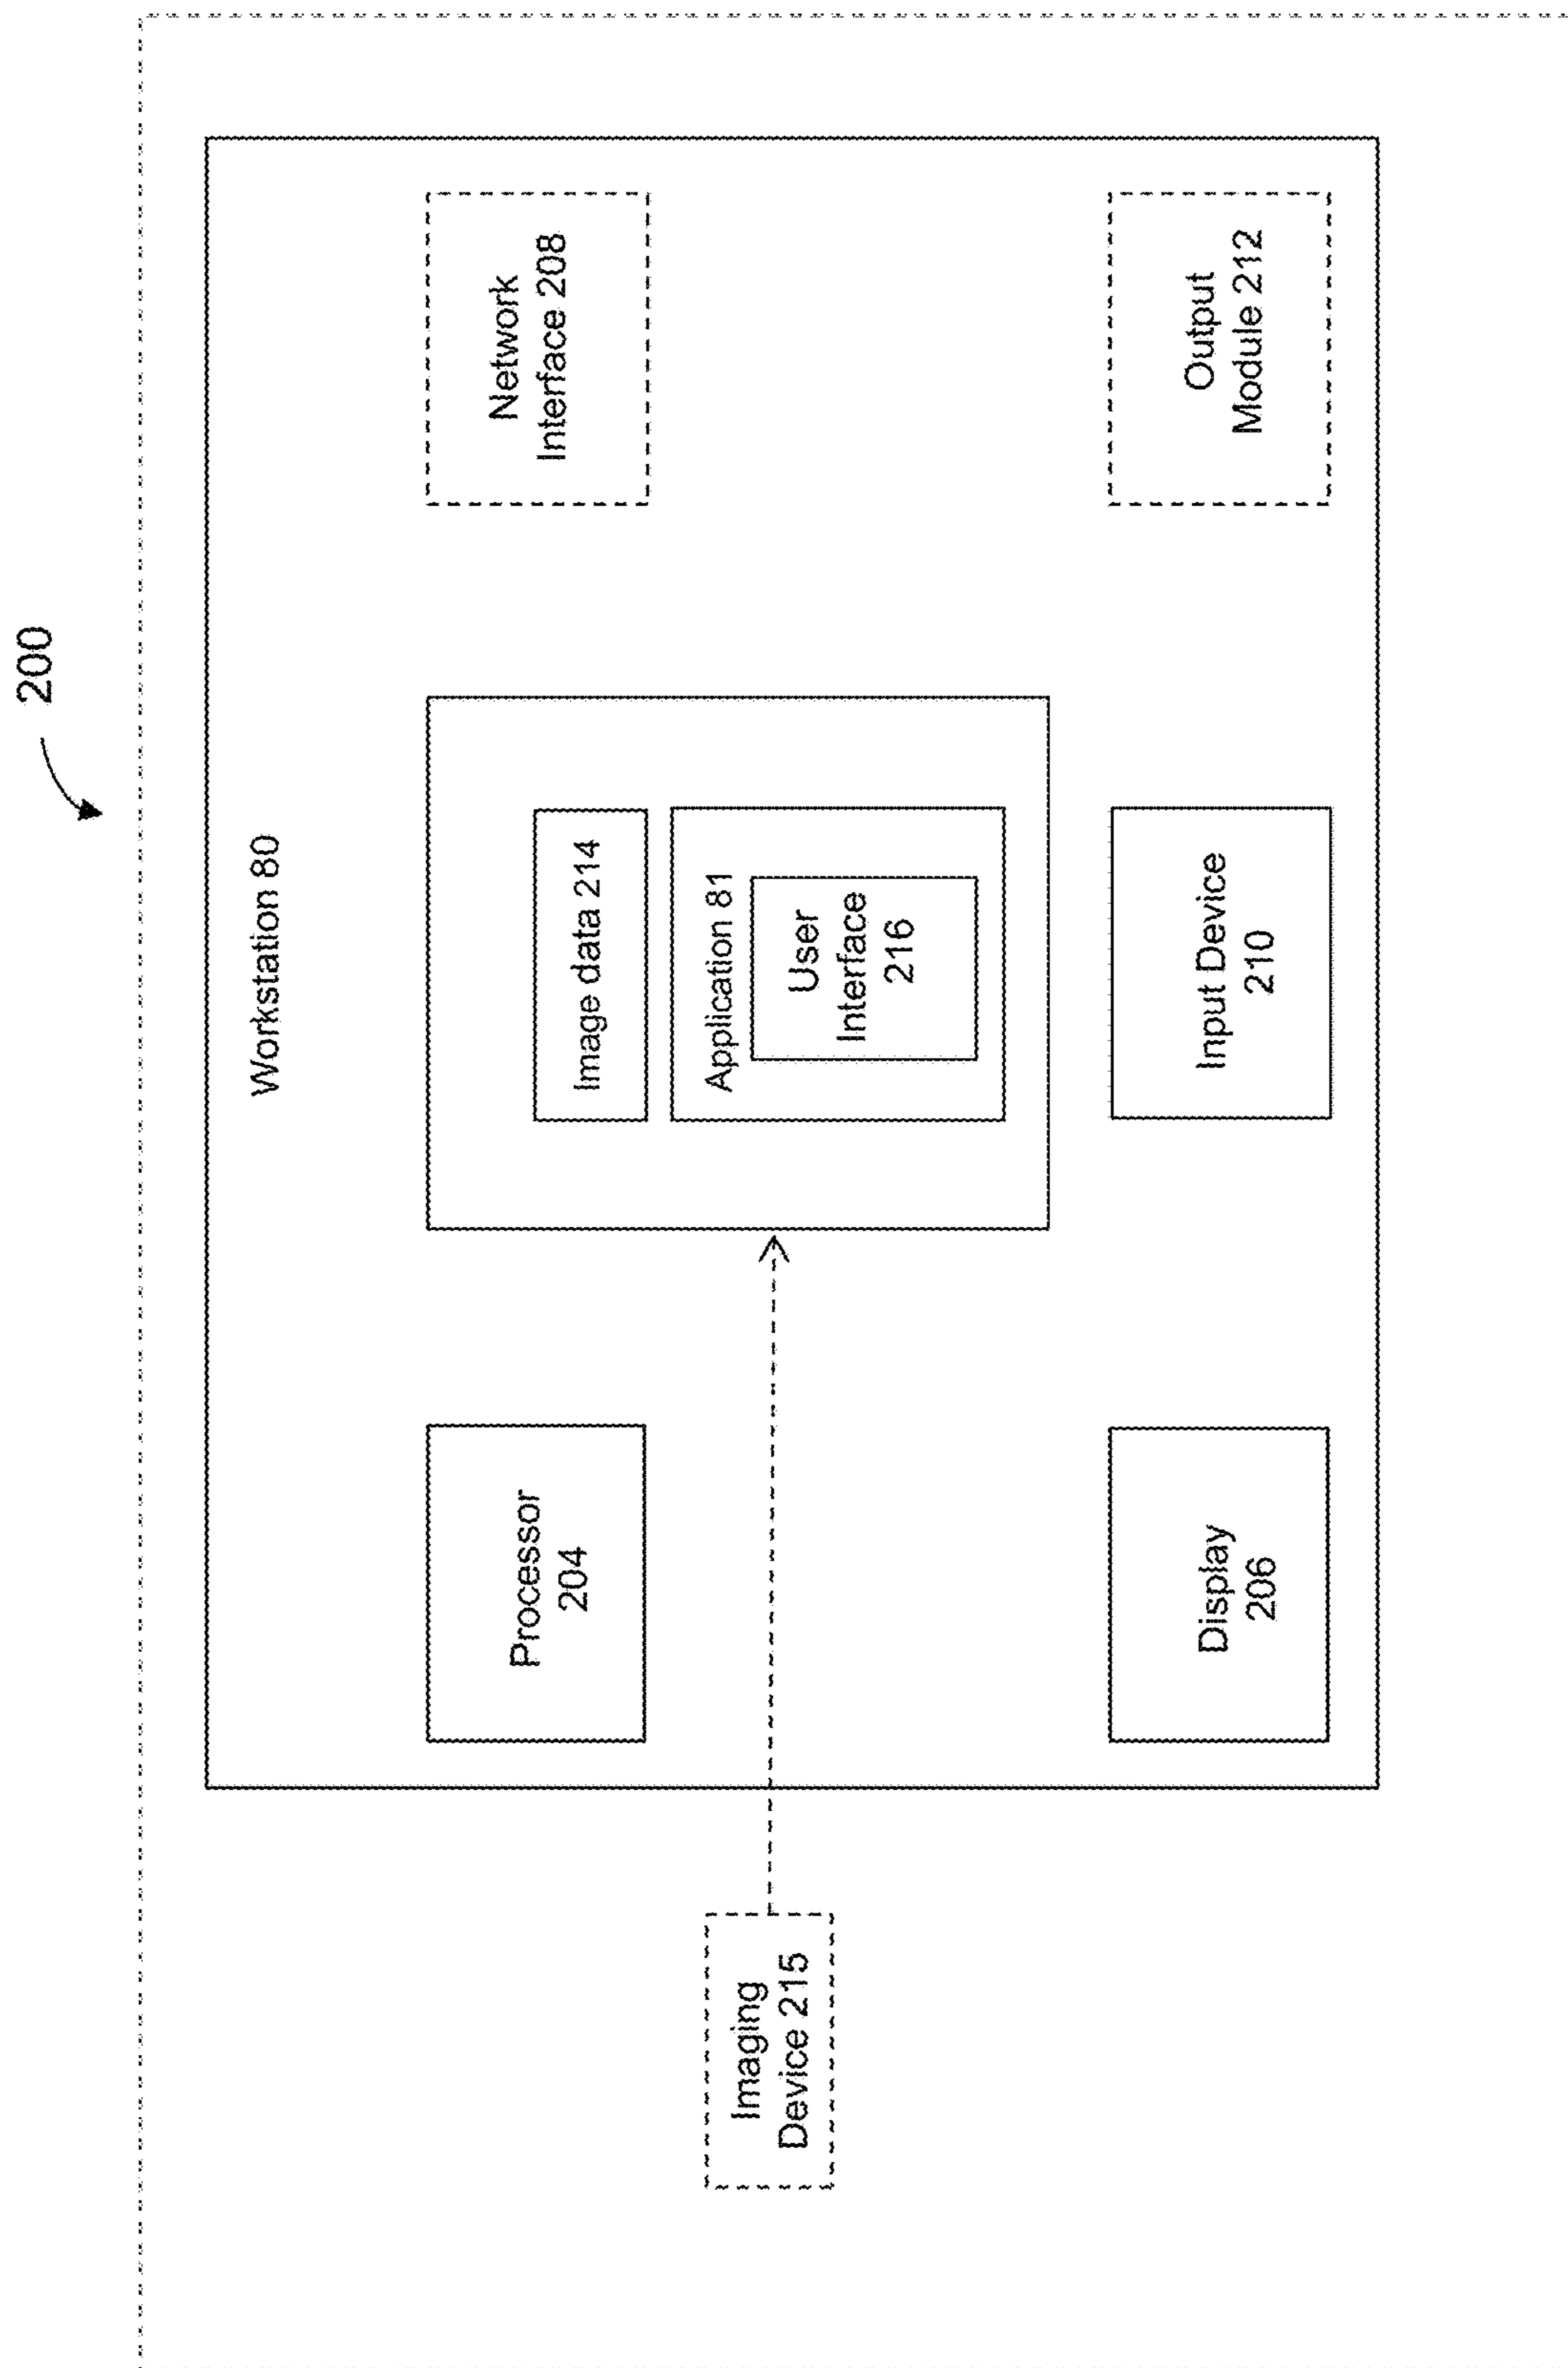 200
Workstation 80
Processor
204
Image data 214
Application 81
User
Interface
216
Network
Interface 208
Imaging
Device 215
Display
206
Input Device
210
Output
Module 212